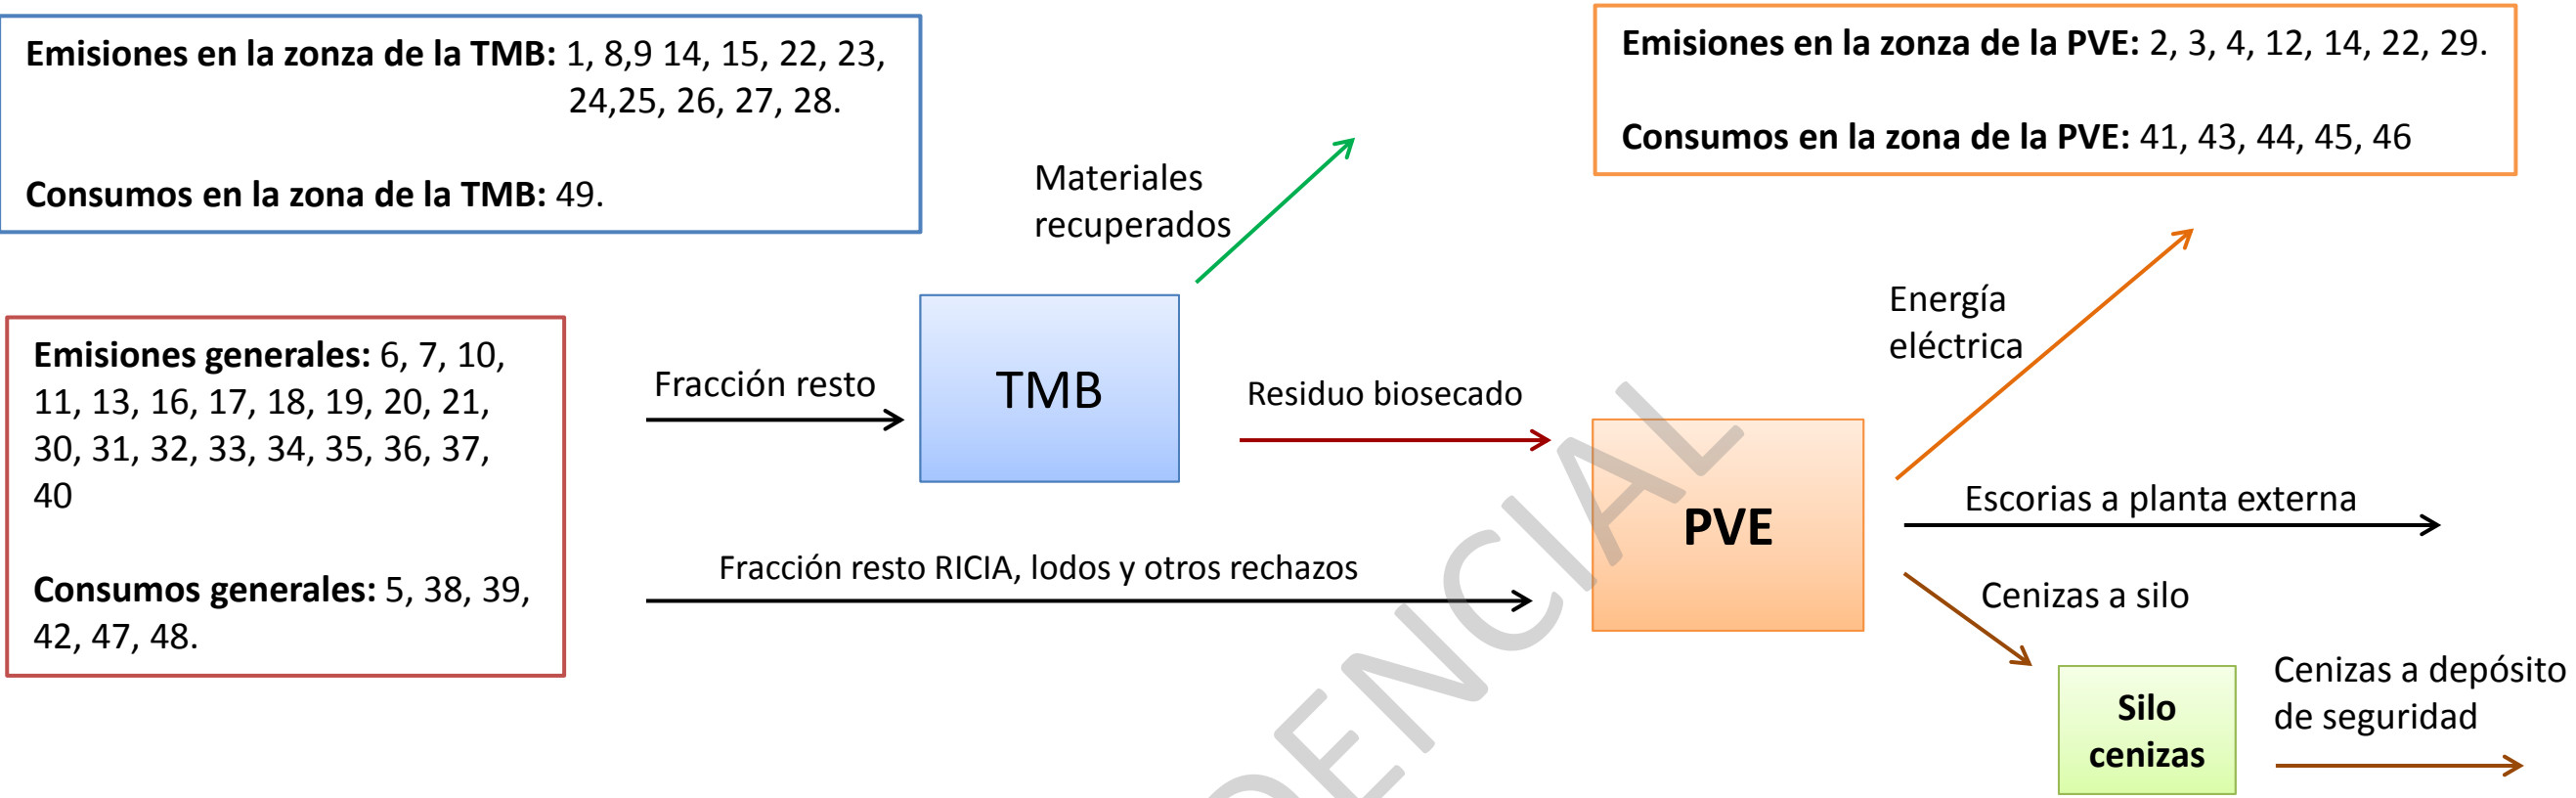 Emisiones en la zonza de la TMB: 1, 8,9 14, 15, 22, 23,
24,25, 26, 27, 28.
Consumos en la zona de la TMB: 49.
Emisiones en la zonza de la PVE: 2, 3, 4, 12, 14, 22, 29.
Consumos en la zona de la PVE: 41, 43, 44, 45, 46
Materiales
recuperados
Emisiones generales: 6, 7, 10,
11, 13, 16, 17, 18, 19, 20, 21,
30, 31, 32, 33, 34, 35, 36, 37,
40
Consumos generales: 5, 38, 39,
42, 47, 48.
Fracción resto
TMB
Residuo biosecado
Energía
eléctrica
Fracción resto RICIA, lodos y otros rechazos
PVE
Escorias a planta externa
Cenizas a silo
Silo
cenizas
Cenizas a depósito
de seguridad
DENCIAL